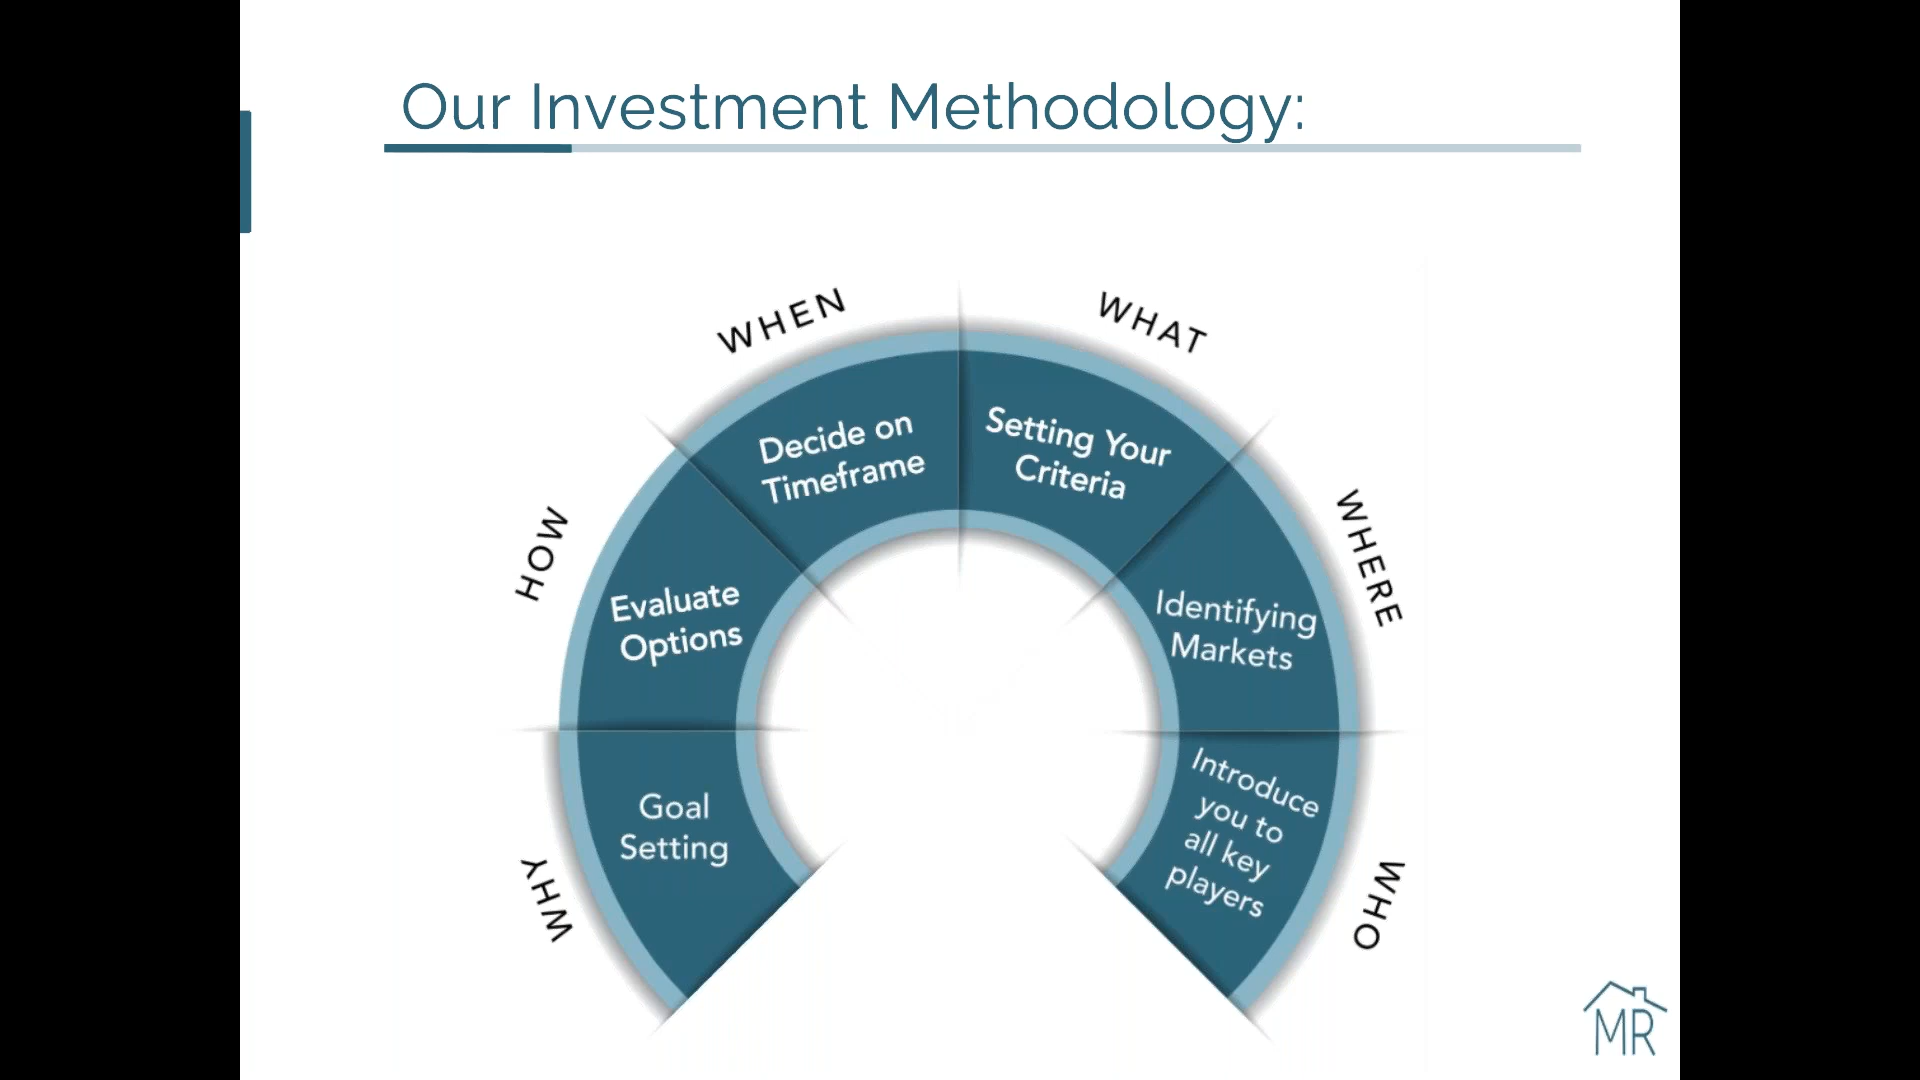 Our Investment Methodology:
WHY
Goal
Setting
HOW
Evaluate
Options
WHEN
Decide on
Timeframe
WHAT
Setting Your
Criteria
WHERE
Identifying
Markets
WHO
Introduce
you to
all key
players
MR